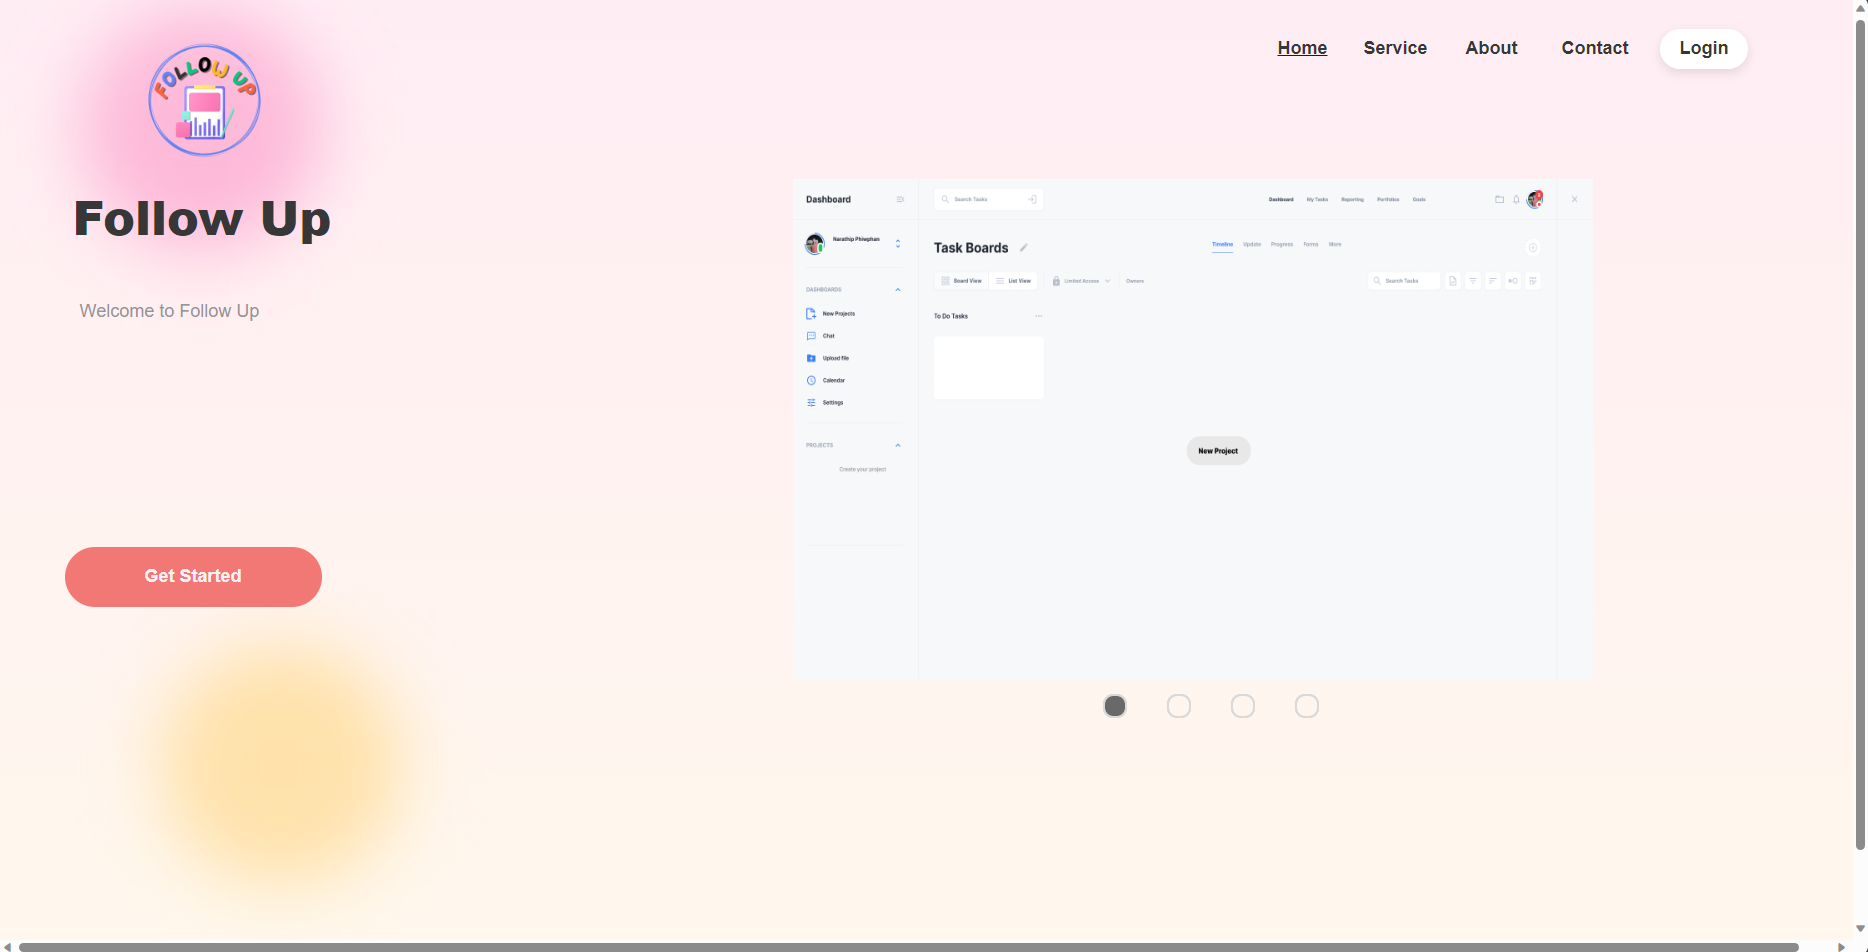 FOLLOW UP
Home Service About Contact Login
Follow Up
Welcome to Follow Up
Get Started
Dashboard
Search Tasks
Dashboard My Tasks Reporting Portfolios Goals
Narathip Phiwphan
Task Boards
Timeline Update Progress Forms More
Board View List View Limited Access Owners
Search Tasks
DASHBOARDS
New Projects
Chat
Upload file
Calendar
Settings
To Do Tasks
PROJECTS
Create your project
New Project